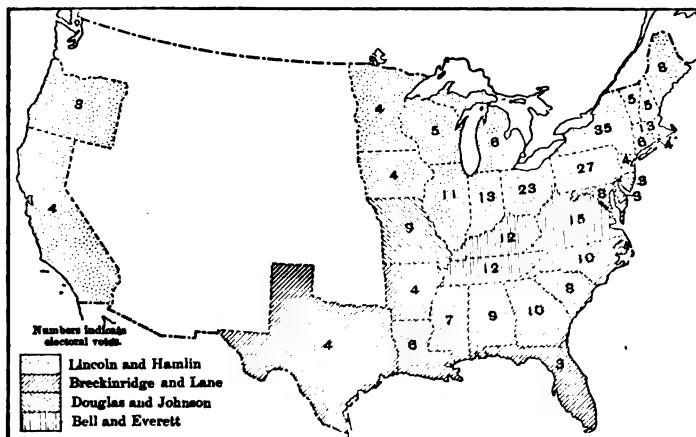 8
4
5 5
5 6 35 13
6
4
27
4
3
11 13 23
8
3
15
4
9
12
12
10
4
8
7 9 10
4
6
3
Numbers indicate
electoral votes.
Lincoln and Hamlin
Breckinridge and Lane
Douglas and Johnson
Bell and Everett